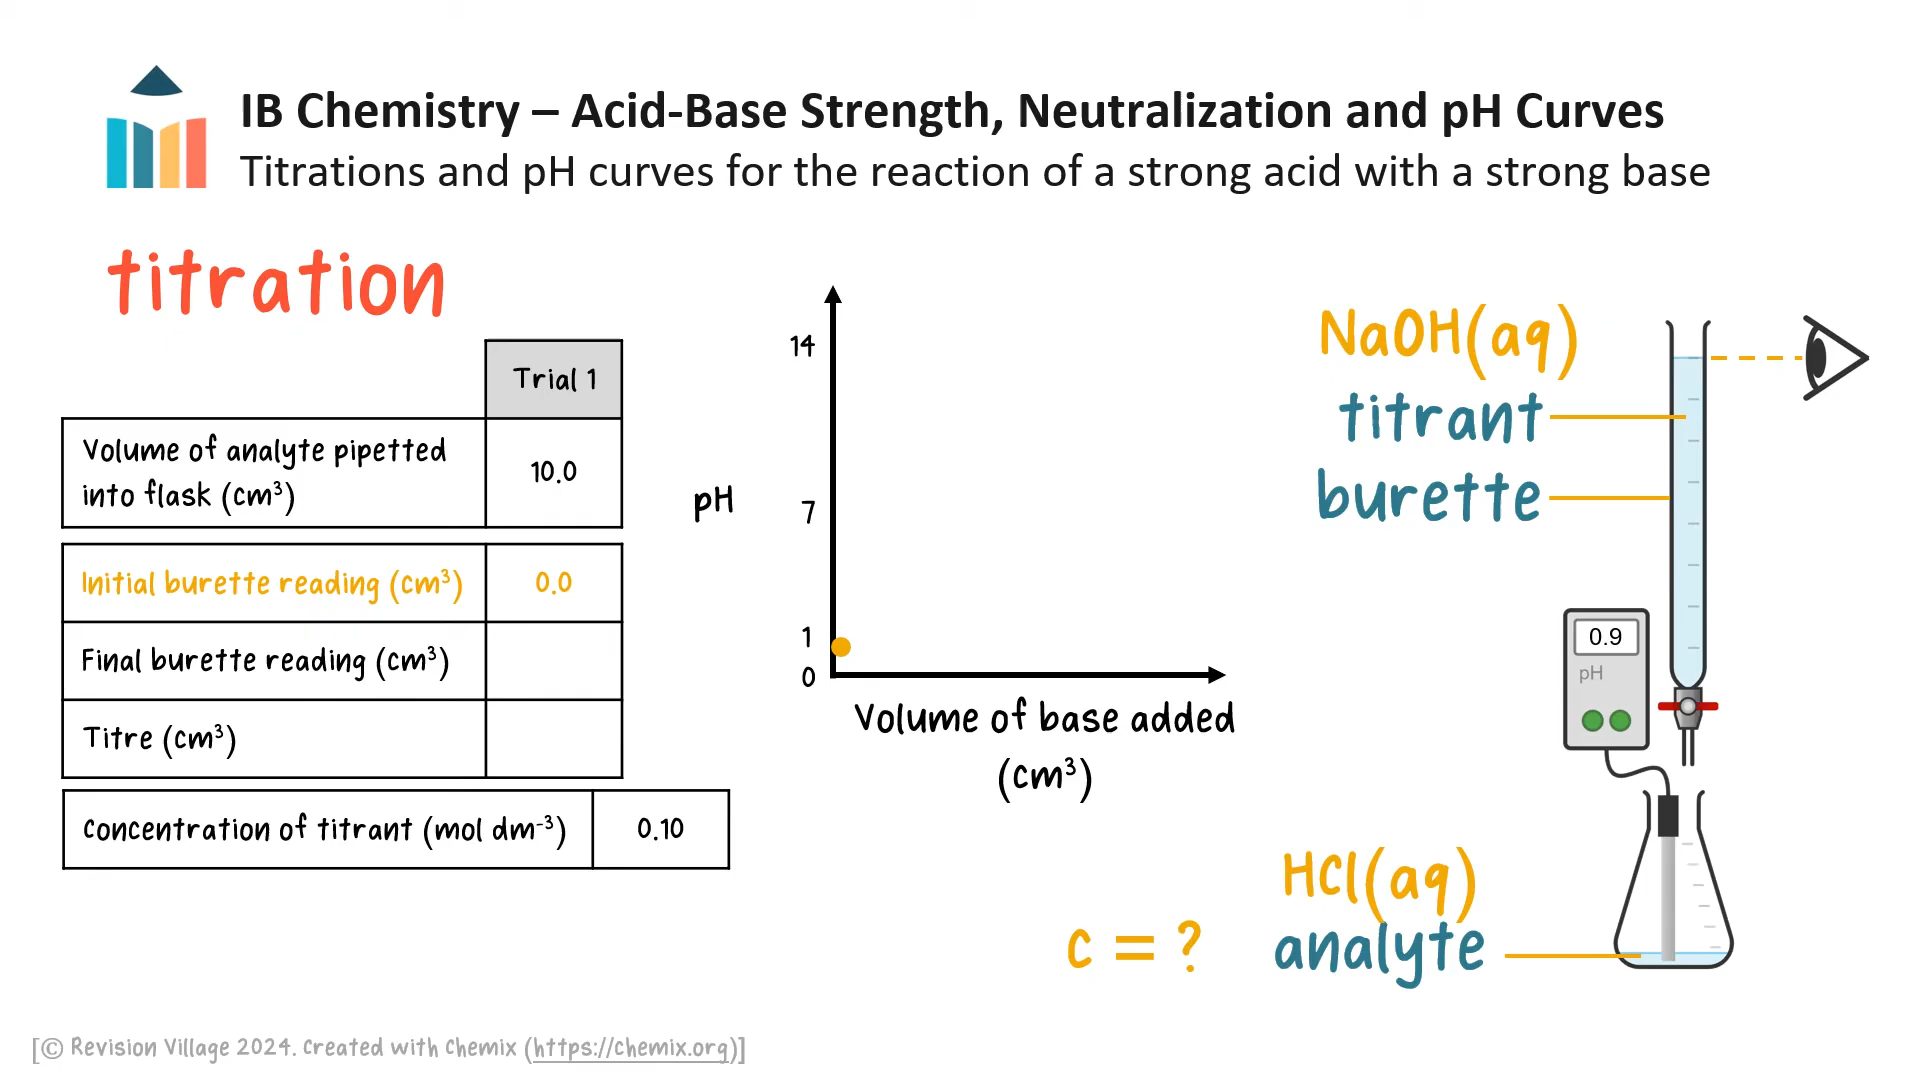 IB Chemistry – Acid-Base Strength, Neutralization and pH Curves
Titrations and pH curves for the reaction of a strong acid with a strong base
titration
Trial 1
Volume of analyte pipetted
into flask (cm³)
10.0
Initial burette reading (cm³)
0.0
Final burette reading (cm³)
Titre (cm³)
Concentration of titrant (mol dm⁻³)
0.10
14
pH
7
1
0
Volume of base added
(cm³)
NaOH(aq)
titrant
burette
0.9
pH
HCl(aq)
c = ?
analyte
[© Revision Village 2024. Created with Chemix (https://chemix.org)]